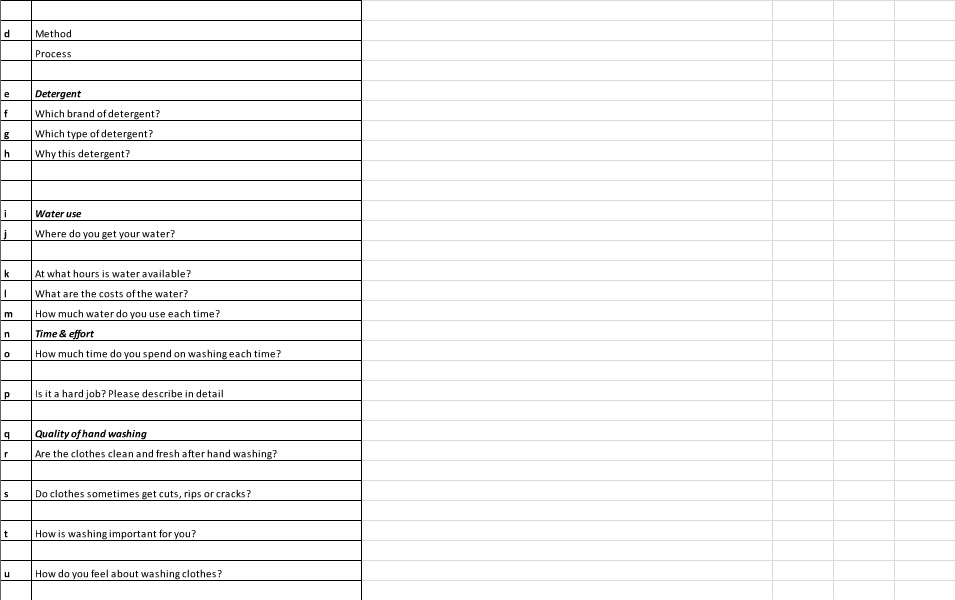 d Method
Process
e Detergent
f Which brand of detergent?
g Which type of detergent?
h Why this detergent?
i Water use
j Where do you get your water?
k At what hours is water available?
l What are the costs of the water?
m How much water do you use each time?
n Time & effort
o How much time do you spend on washing each time?
p Is it a hard job? Please describe in detail
q Quality of hand washing
r Are the clothes clean and fresh after hand washing?
s Do clothes sometimes get cuts, rips or cracks?
t How is washing important for you?
u How do you feel about washing clothes?